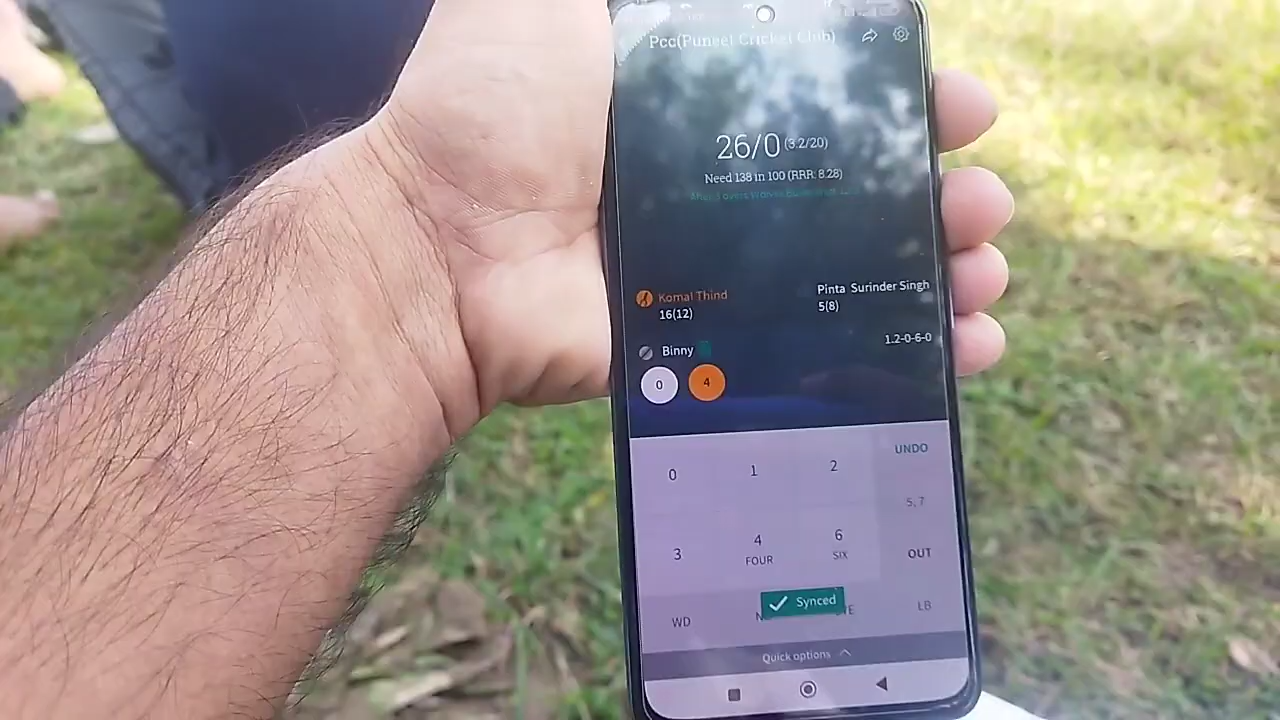 Pcc(Puneet Cricket Club)
26/0 (3.2/20)
Need 138 in 100 (RRR: 8.28)
Komal Thind
16(12)
Pinta Surinder Singh
5(8)
Binny
1.2-0-6-0
0 4
0 1 2 UNDO
5, 7
3 4 6
FOUR SIX OUT
Synced
WD LB
Quick options